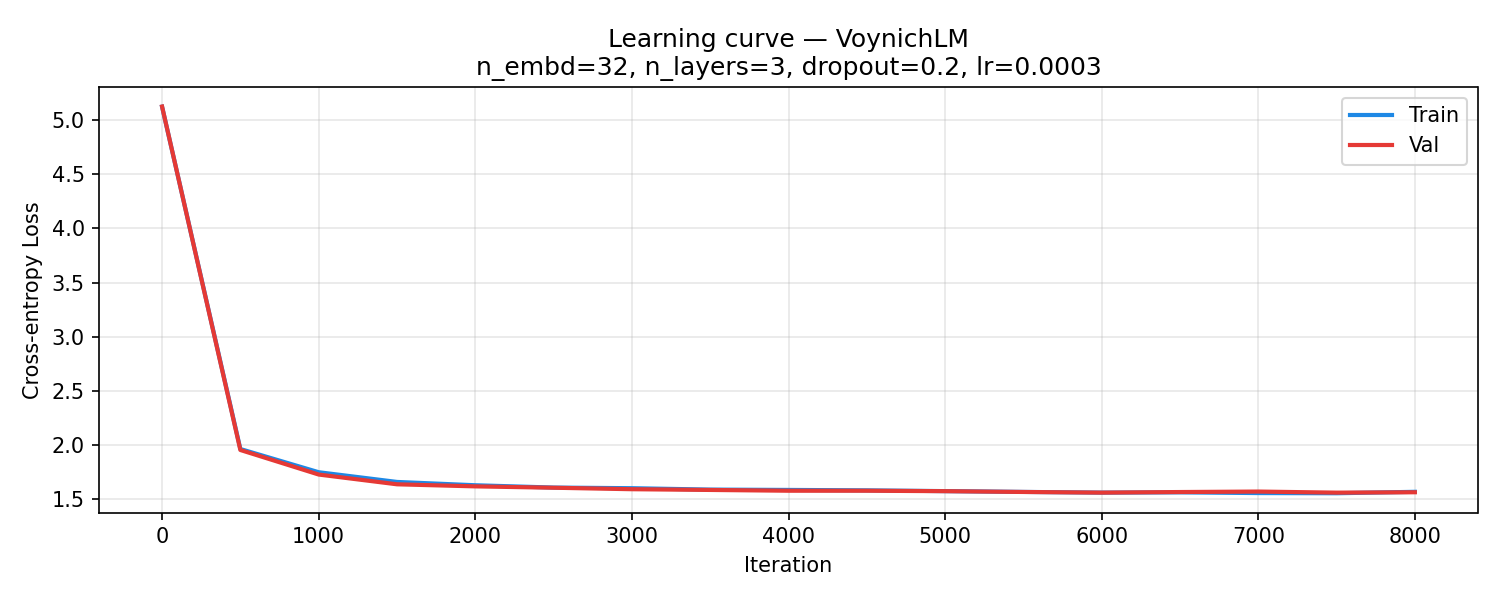 Learning curve — VoynichLM
n_embd=32, n_layers=3, dropout=0.2, lr=0.0003
Train
Val
Cross-entropy Loss
5.0
4.5
4.0
3.5
3.0
2.5
2.0
1.5
0 1000 2000 3000 4000 5000 6000 7000 8000
Iteration